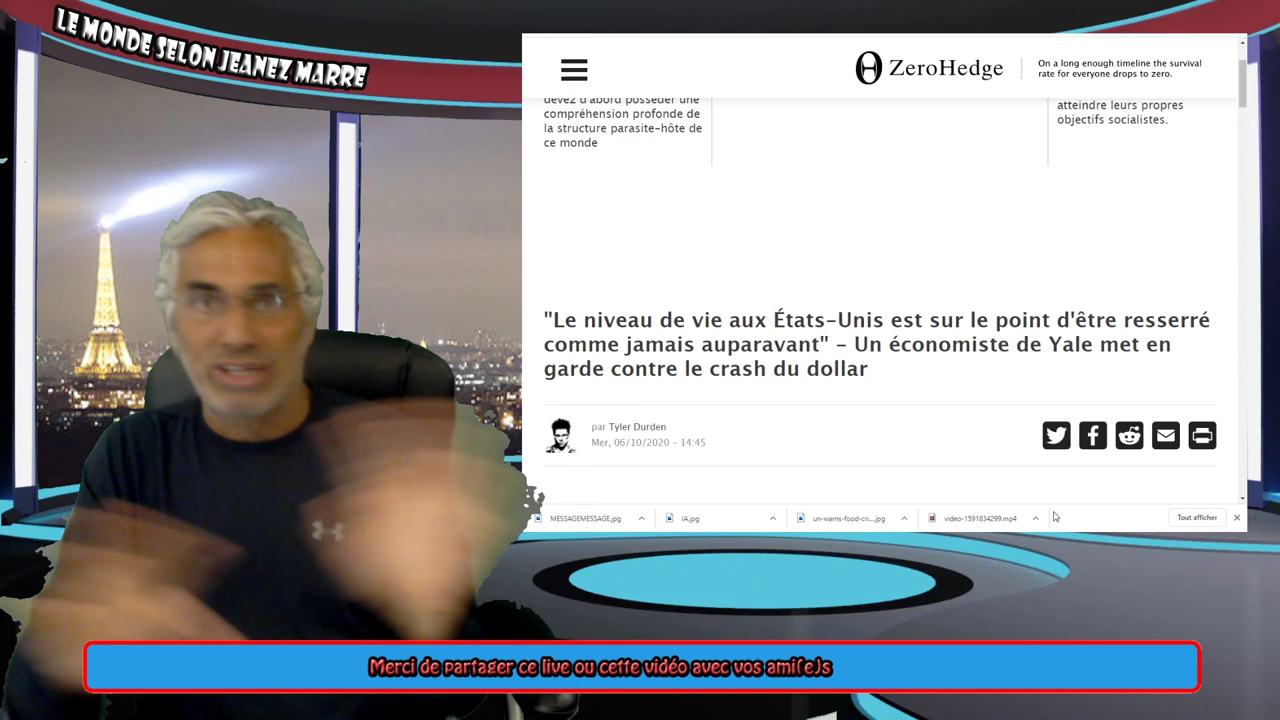 LE MONDE SELON JEANEZ MARRE
ZeroHedge
On a long enough timeline the survival
rate for everyone drops to zero.
devez d'abord posséder une
compréhension profonde de
la structure parasite-hôte de
ce monde
atteindre leurs propres
objectifs socialistes.
"Le niveau de vie aux États-Unis est sur le point d'être resserré
comme jamais auparavant" - Un économiste de Yale met en
garde contre le crash du dollar
par Tyler Durden
Mer, 06/10/2020 - 14:45
MESSAGEMESSAGE.jpg
IA.jpg
un-warns-food-cri....jpg
video-1591834299.mp4
Tout afficher
Merci de partager ce live ou cette vidéo avec vos ami(e)s